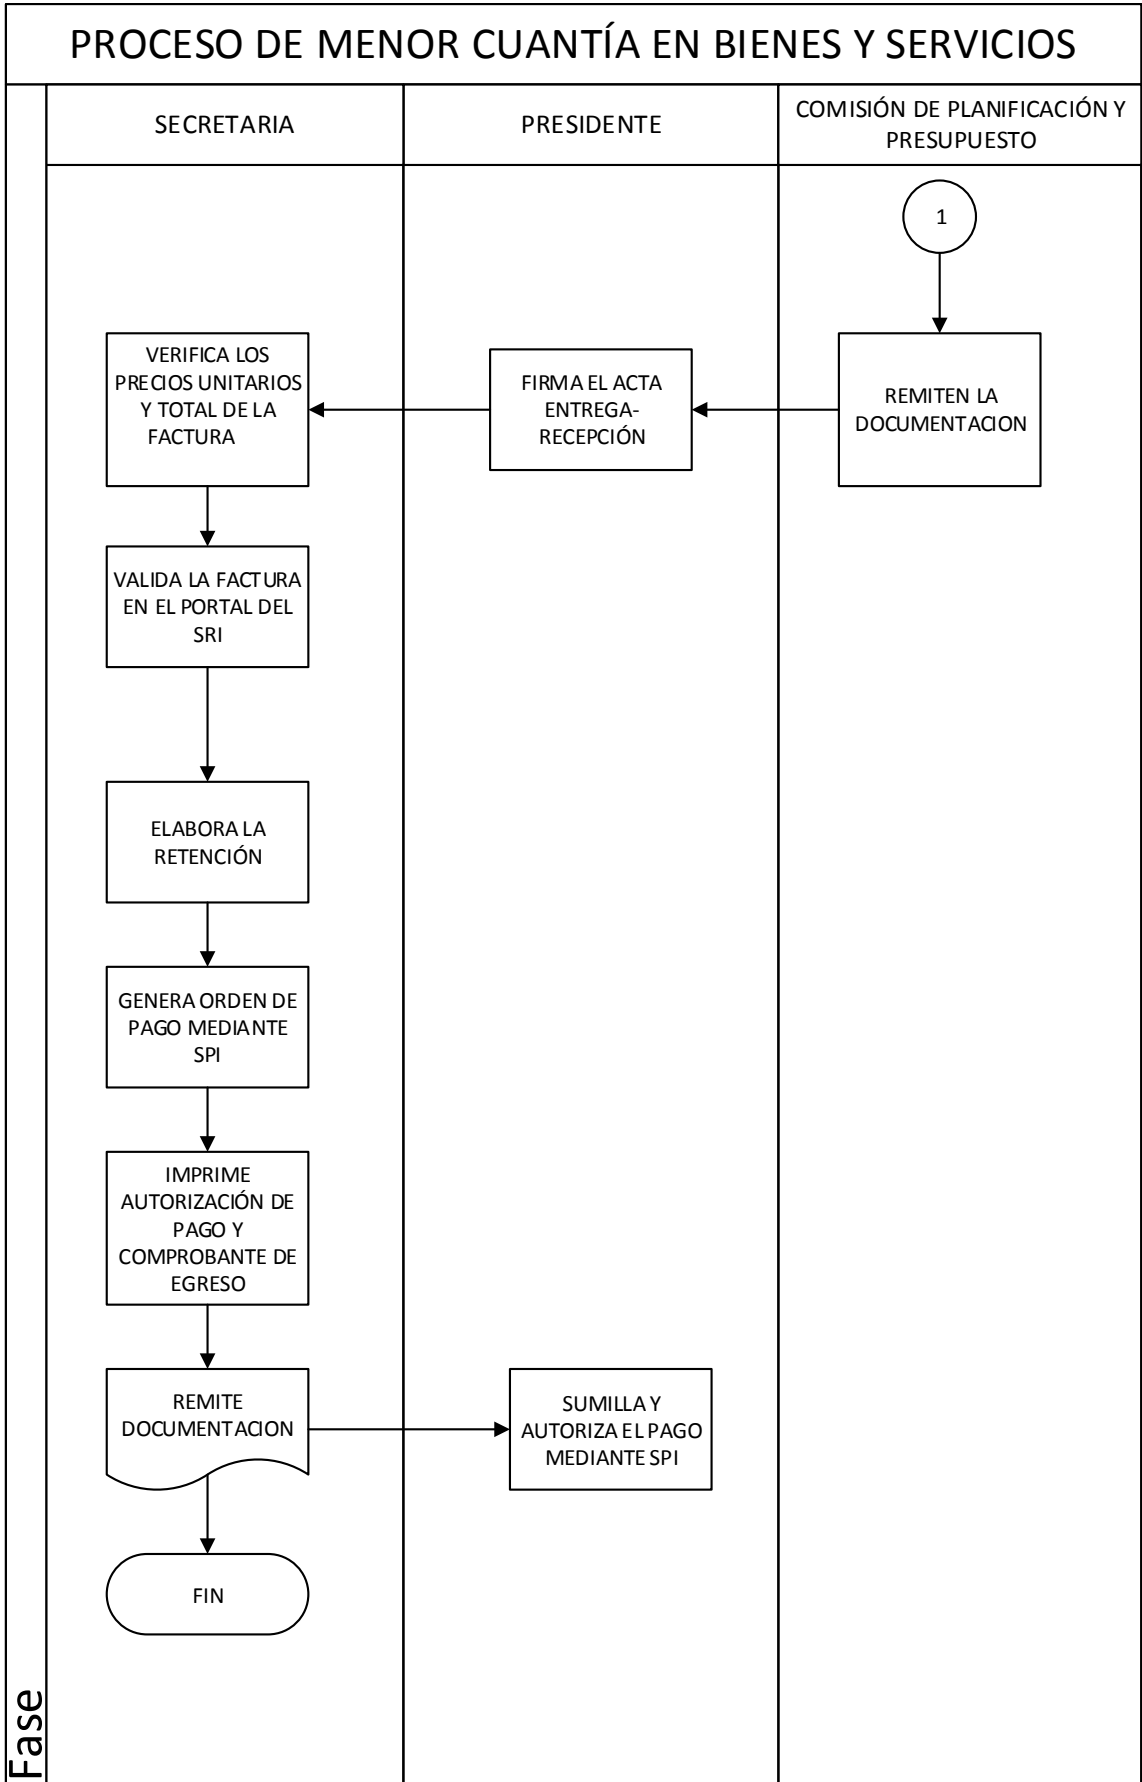 PROCESO DE MENOR CUANTÍA EN BIENES Y SERVICIOS
SECRETARIA
PRESIDENTE
COMISIÓN DE PLANIFICACIÓN Y
PRESUPUESTO
1
REMITEN LA
DOCUMENTACION
FIRMA EL ACTA
ENTREGA-
RECEPCIÓN
VERIFICA LOS
PRECIOS UNITARIOS
Y TOTAL DE LA
FACTURA
VALIDA LA FACTURA
EN EL PORTAL DEL
SRI
ELABORA LA
RETENCIÓN
GENERA ORDEN DE
PAGO MEDIANTE
SPI
IMPRIME
AUTORIZACIÓN DE
PAGO Y
COMPROBANTE DE
EGRESO
REMITE
DOCUMENTACION
SUMILLA Y
AUTORIZA EL PAGO
MEDIANTE SPI
FIN
Fase